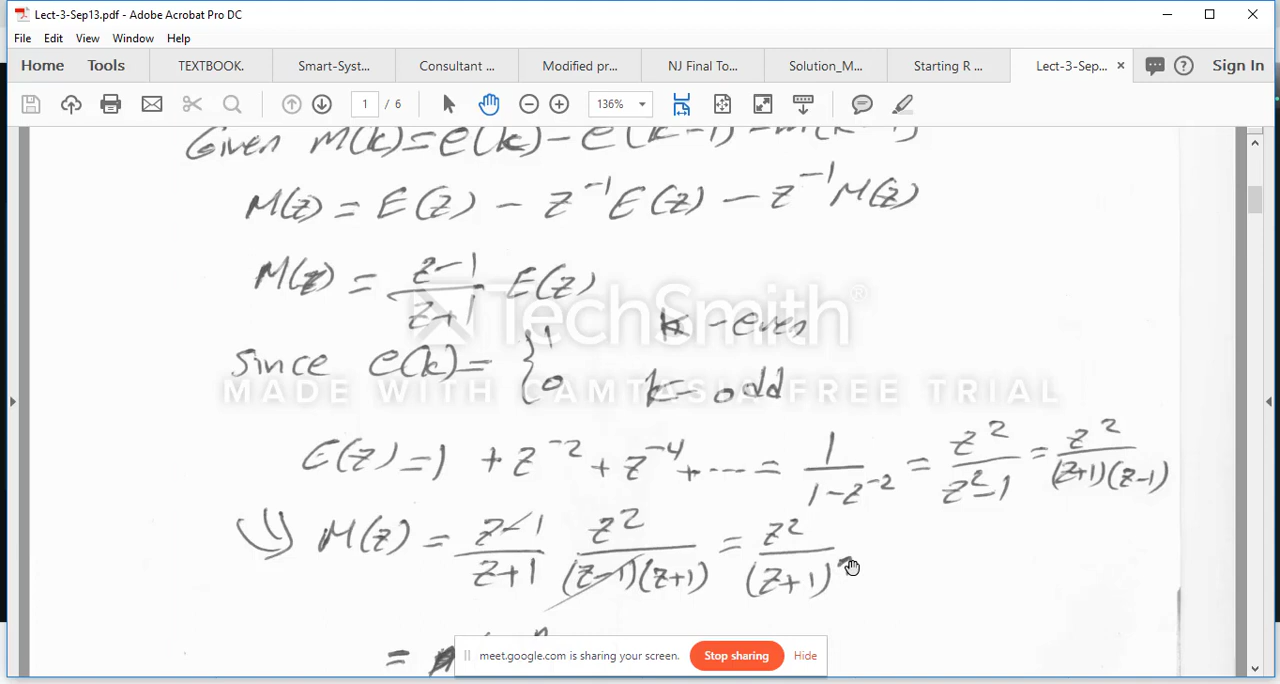 Lect-3-Sep13.pdf - Adobe Acrobat Pro DC
File Edit View Window Help
Home Tools TEXTBOOK. Smart-Syst... Consultant ... Modified pr... NJ Final To... Solution_M... Starting R ... Lect-3-Sep... × Sign In
1 / 6 136%
Given m(k)=e(k)-e(k-1)-m(k-1)
M(z) = E(z) - z⁻¹E(z) - z⁻¹M(z)
M(z) = (z-1)/(z+1) E(z)
TechSmith®
Since e(k)= { 1 k-even
0 k-odd
MADE WITH CAMTASIA FREE TRIAL
E(z)=1 + z⁻² + z⁻⁴ + ---- = 1/(1-z⁻²) = z²/(z²-1) = z²/((z+1)(z-1))
M(z) = (z-1)/(z+1) z²/((z-1)(z+1)) = z²/(z+1)²
=
meet.google.com is sharing your screen. Stop sharing Hide